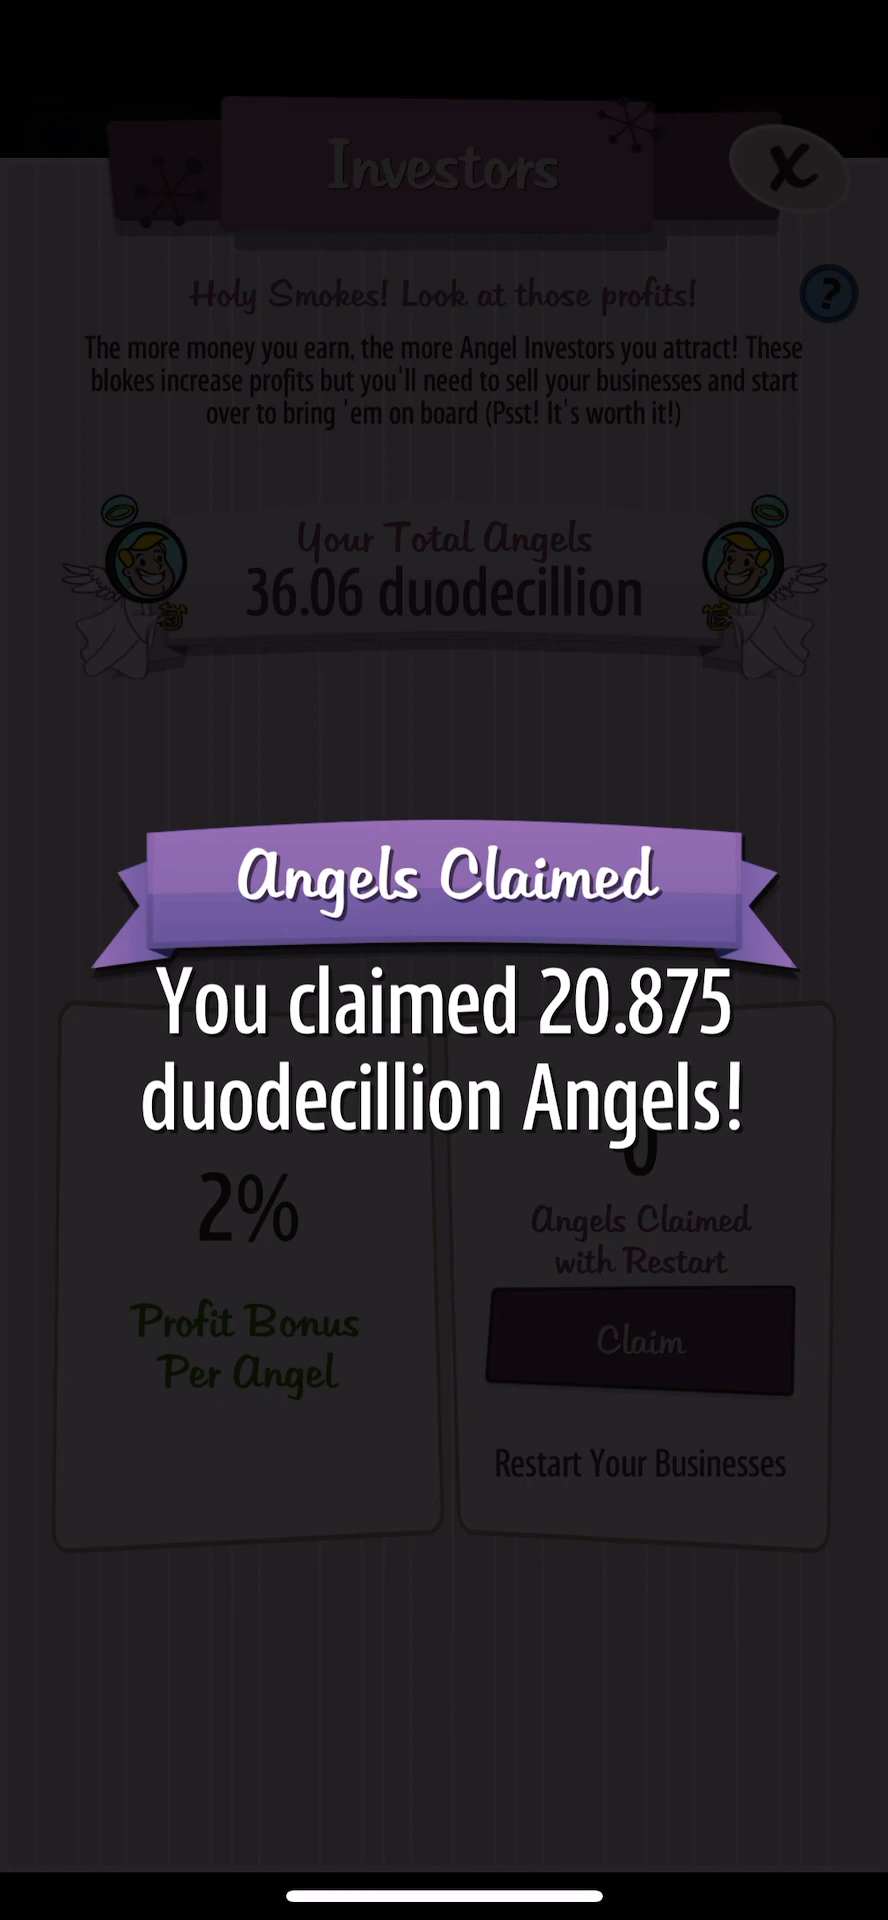 Investors
X
Holy Smokes! Look at those profits!
?
The more money you earn, the more Angel Investors you attract! These
blokes increase profits but you'll need to sell your businesses and start
over to bring 'em on board (Psst! It's worth it!)
Your Total Angels
36.06 duodecillion
Angels Claimed
You claimed 20.875
duodecillion Angels!
2%
Profit Bonus
Per Angel
0
Angels Claimed
with Restart
Claim
Restart Your Businesses